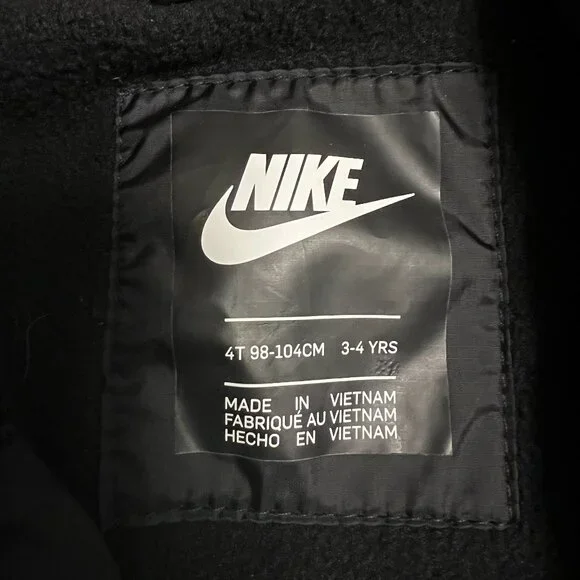 NIKE
4T 98-104CM 3-4 YRS
MADE IN VIETNAM
FABRIQUÉ AU VIETNAM
HECHO EN VIETNAM